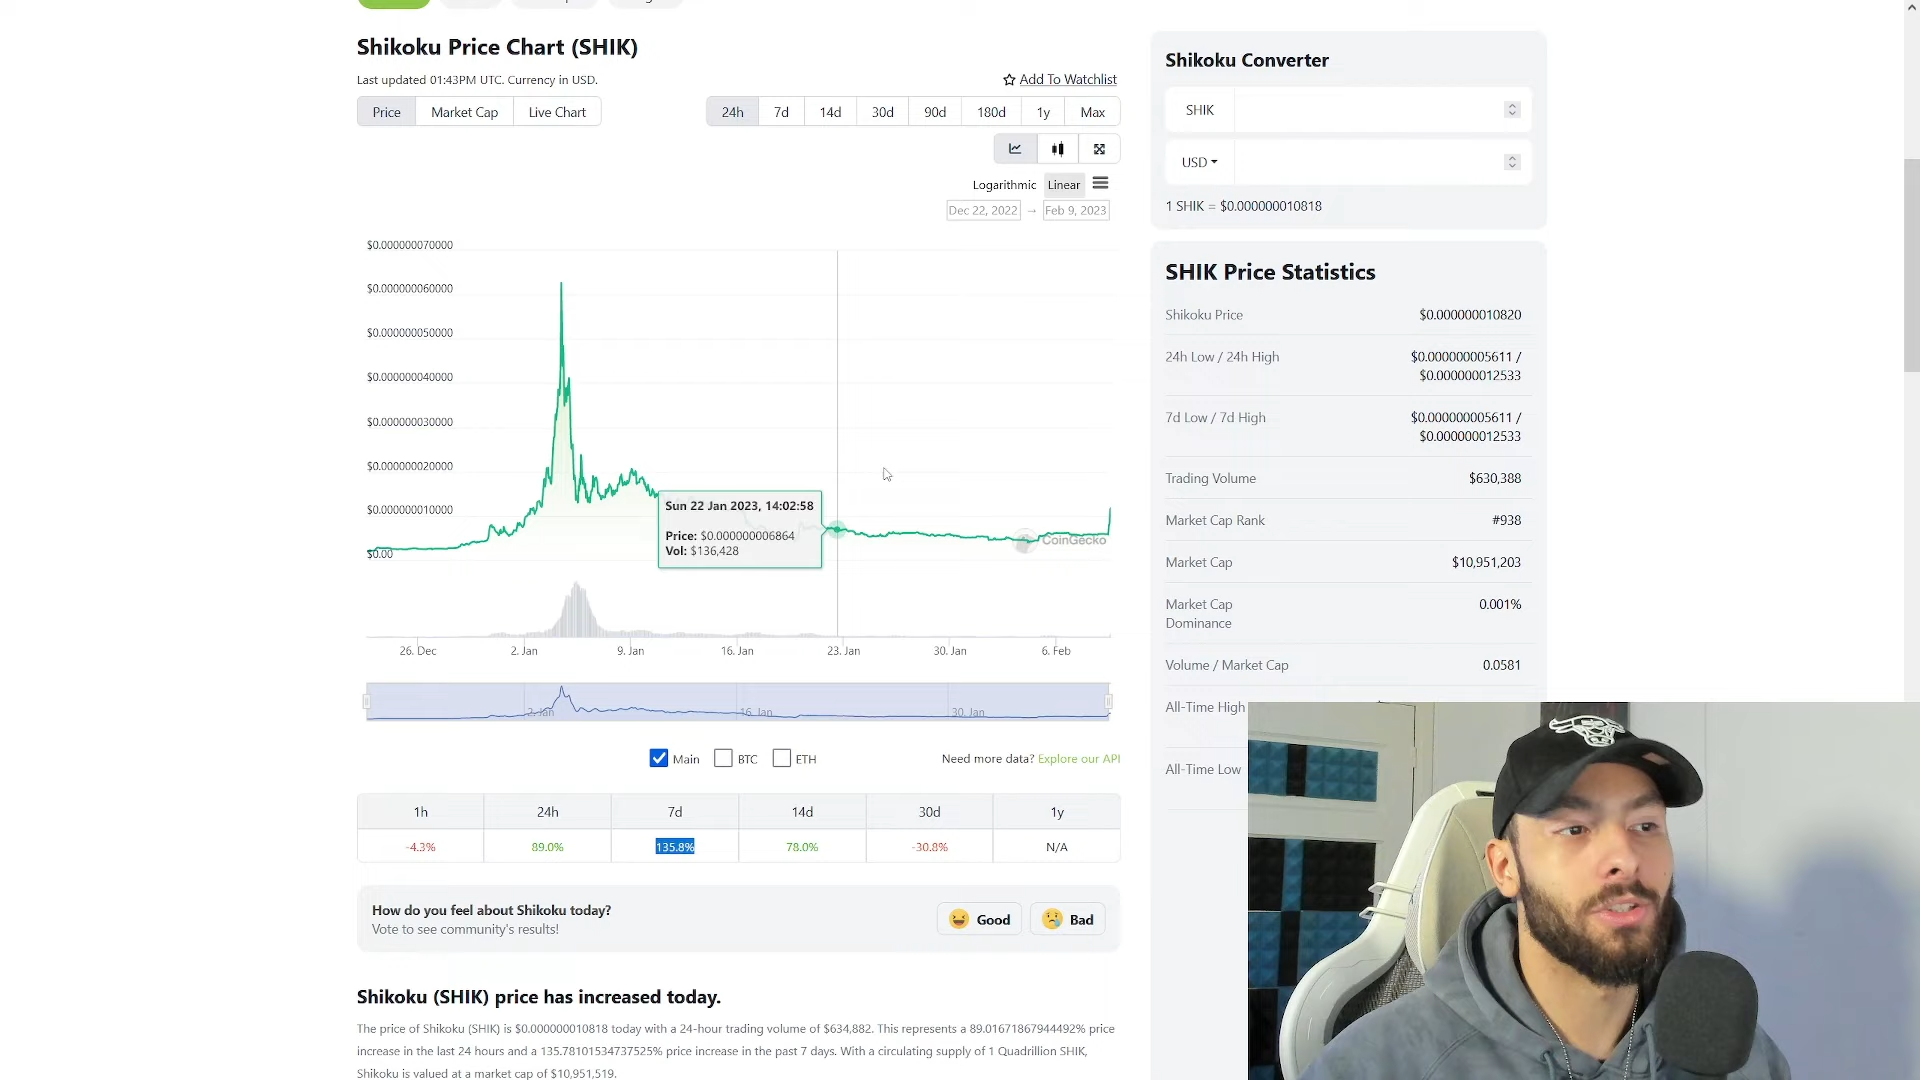 Shikoku Price Chart (SHIK)
Last updated 01:43PM UTC. Currency in USD.
Add To Watchlist
Price Market Cap Live Chart
24h 7d 14d 30d 90d 180d 1y Max
Logarithmic Linear
Dec 22, 2022 → Feb 9, 2023
$0.000000070000
$0.000000060000
$0.000000050000
$0.000000040000
$0.000000030000
$0.000000020000
$0.000000010000
$0.00
Sun 22 Jan 2023, 14:02:58
Price: $0.000000006864
Vol: $136,428
CoinGecko
26. Dec 2. Jan 9. Jan 16. Jan 23. Jan 30. Jan 6. Feb
2. Jan 16. Jan 30. Jan
Main BTC ETH
Need more data? Explore our API
1h 24h 7d 14d 30d 1y
-4.3% 89.0% 135.8% 78.0% -30.8% N/A
How do you feel about Shikoku today?
Vote to see community's results!
Good Bad
Shikoku (SHIK) price has increased today.
The price of Shikoku (SHIK) is $0.000000010818 today with a 24-hour trading volume of $634,882. This represents a 89.01671867944492% price
increase in the last 24 hours and a 135.78101534737525% price increase in the past 7 days. With a circulating supply of 1 Quadrillion SHIK,
Shikoku is valued at a market cap of $10,951,519.
Shikoku Converter
SHIK
USD
1 SHIK = $0.000000010818
SHIK Price Statistics
Shikoku Price $0.000000010820
24h Low / 24h High $0.000000005611 /
$0.000000012533
7d Low / 7d High $0.000000005611 /
$0.000000012533
Trading Volume $630,388
Market Cap Rank #938
Market Cap $10,951,203
Market Cap
Dominance 0.001%
Volume / Market Cap 0.0581
All-Time High
All-Time Low